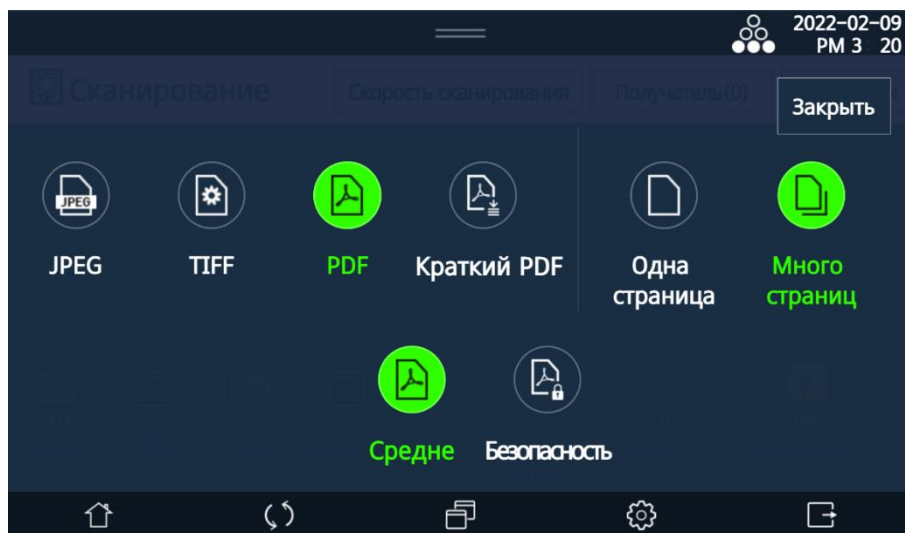 2022-02-09
PM 3 20
Сканирование
Скорость сканирования
Получатель(0)
Закрыть
JPEG
JPEG
TIFF
PDF
Краткий PDF
Одна
страница
Много
страниц
Средне
Безопасность